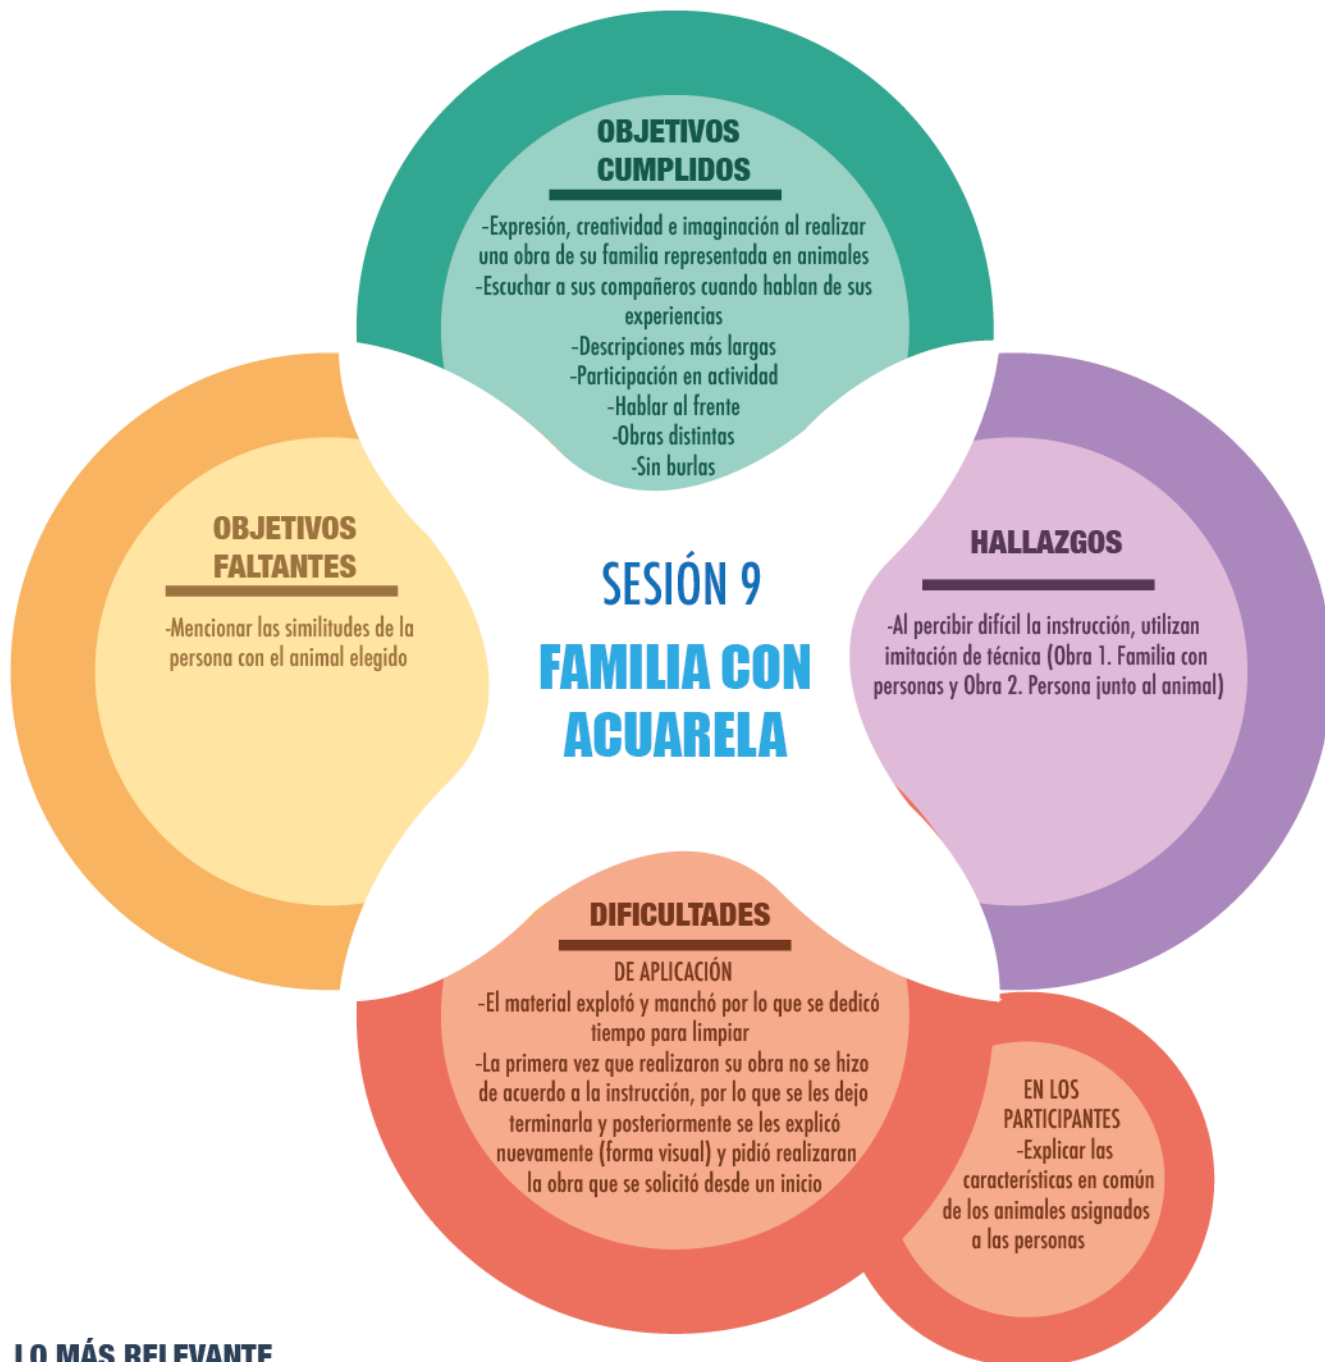 OBJETIVOS
CUMPLIDOS
-Expresión, creatividad e imaginación al realizar
una obra de su familia representada en animales
-Escuchar a sus compañeros cuando hablan de sus
experiencias
-Descripciones más largas
-Participación en actividad
-Hablar al frente
-Obras distintas
-Sin burlas
OBJETIVOS
FALTANTES
-Mencionar las similitudes de la
persona con el animal elegido
SESIÓN 9
FAMILIA CON
ACUARELA
HALLAZGOS
-Al percibir difícil la instrucción, utilizan
imitación de técnica (Obra 1. Familia con
personas y Obra 2. Persona junto al animal)
DIFICULTADES
DE APLICACIÓN
-El material explotó y manchó por lo que se dedicó
tiempo para limpiar
-La primera vez que realizaron su obra no se hizo
de acuerdo a la instrucción, por lo que se les dejo
terminarla y posteriormente se les explicó
nuevamente (forma visual) y pidió realizaran
la obra que se solicitó desde un inicio
EN LOS
PARTICIPANTES
-Explicar las
características en común
de los animales asignados
a las personas
LO MÁS RELEVANTE